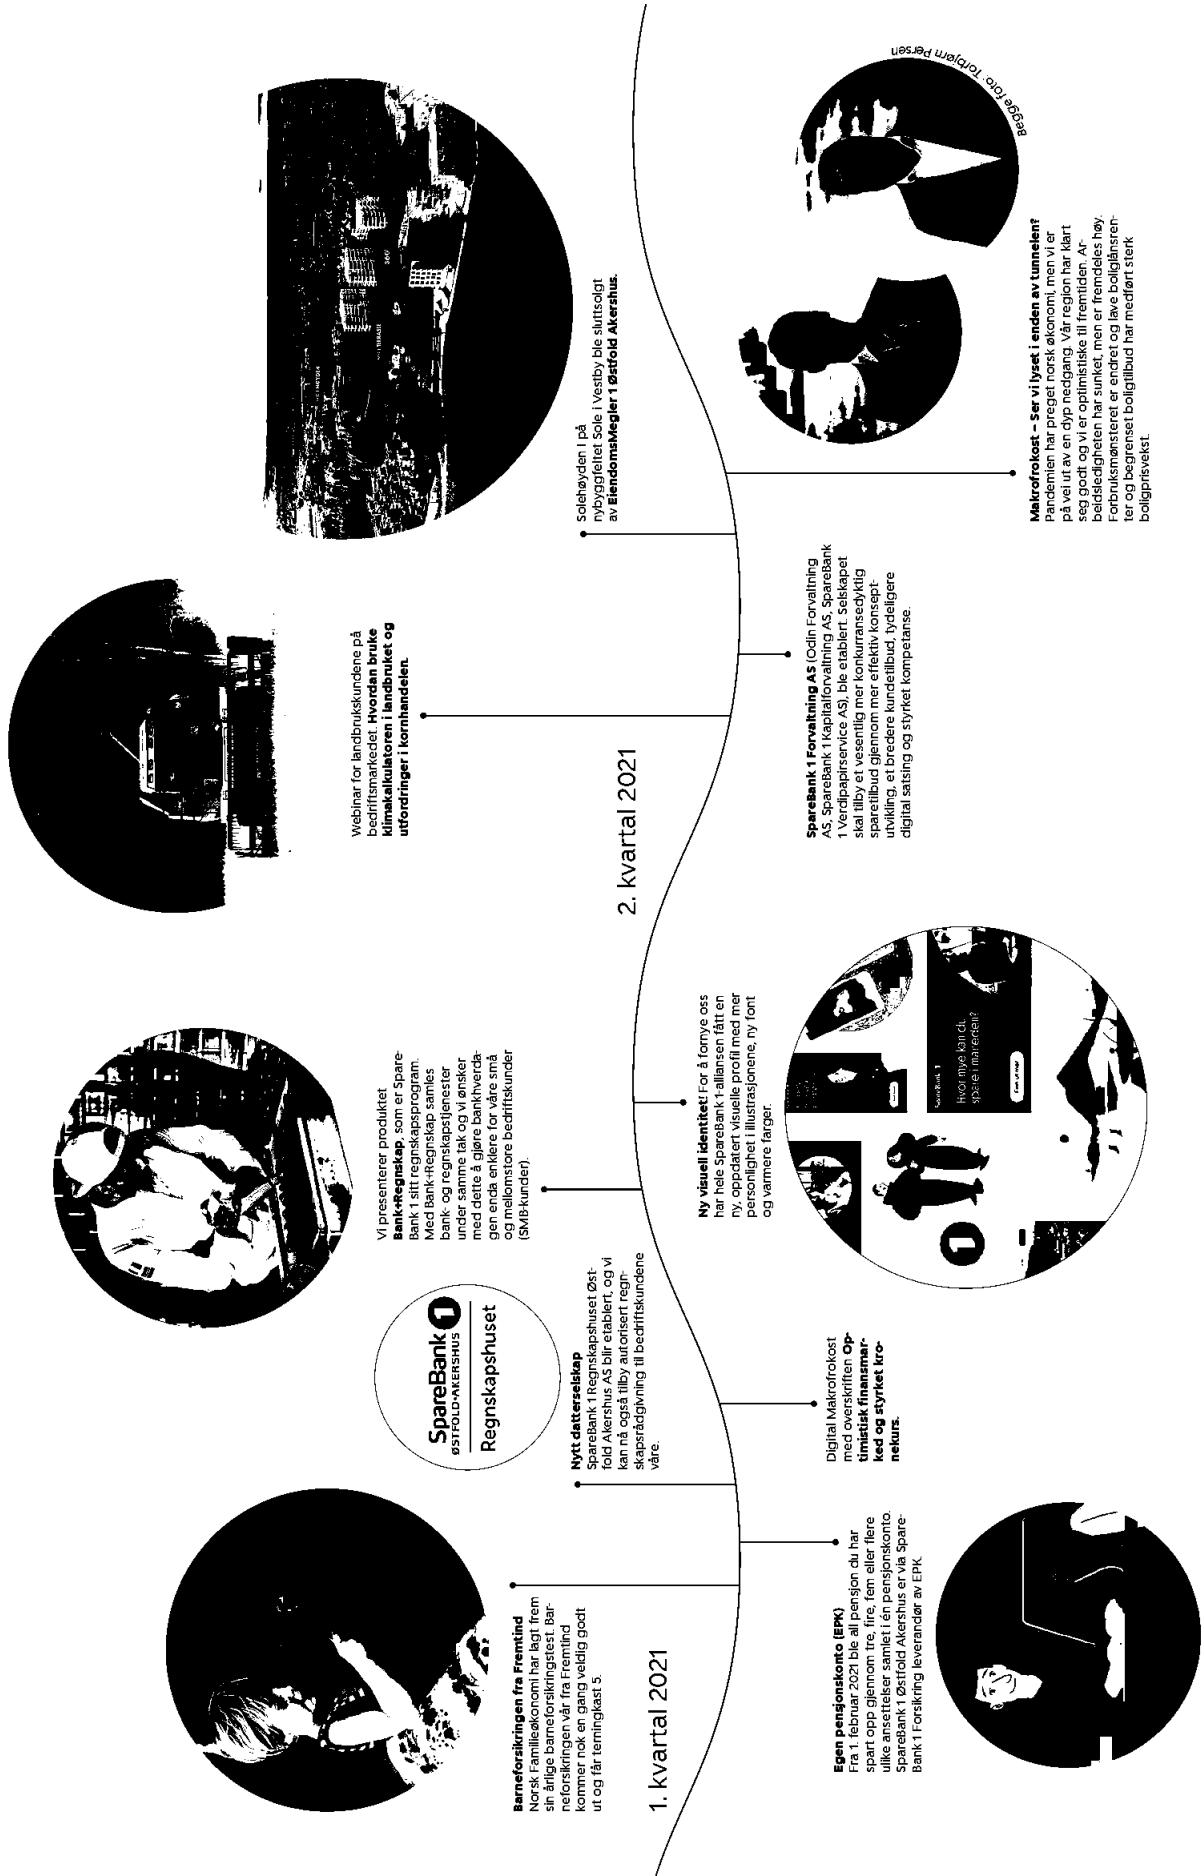 1. kvartal 2021
Barneforsikringen fra Fremtind
Norsk Familieøkonomi har lagt frem
sin årlige barneforsikringstest. Bar-
neforsikringen vår fra Fremtind
kommer nok en gang veldig godt
ut og får terningkast 5.
Egen pensjonskonto (EPK)
Fra 1. februar 2021 ble all pensjon du har
spart opp gjennom tre, fire, fem eller flere
ulike ansettelser samlet i én pensjonskonto.
SpareBank 1 Østfold Akershus er via Spare-
Bank 1 Forsikring leverandør av EPK.
SpareBank 1
ØSTFOLD-AKERSHUS
Regnskapshuset
Nytt datterselskap
SpareBank 1 Regnskapshuset Øst-
fold Akershus AS blir etablert, og vi
kan nå også tilby autorisert regn-
skapsrådgivning til bedriftskundene
våre.
Digital Makrofrokost
med overskriften Op-
timistisk finansmar-
ked og styrket kro-
nekurs.
Vi presenterer produktet
Bank+Regnskap, som er Spare-
Bank 1 sitt regnskapsprogram.
Med Bank+Regnskap samles
bank- og regnskapstjenester
under samme tak og vi ønsker
med dette å gjøre bankhverda-
gen enda enklere for våre små
og mellomstore bedriftskunder
(SMB-kunder).
Ny visuell identitet! For å fornye oss
har hele SpareBank 1-alliansen fått en
ny, oppdatert visuelle profil med mer
personlighet i illustrasjonene, ny font
og varmere farger.
1
SpareBank 1
Hvor mye kan du
spare i måneden?
2. kvartal 2021
Webinar for landbrukskundene på
bedriftsmarkedet. Hvordan bruke
klimakalkulatoren i landbruket og
utfordringer i kornhandelen.
SpareBank 1 Forvaltning AS (Odin Forvaltning
AS, SpareBank 1 Kapitalforvaltning AS, SpareBank
1 Verdipapirservice AS), ble etablert. Selskapet
skal tilby et vesentlig mer konkurransedyktig
sparetilbud gjennom mer effektiv konsept-
utvikling, et bredere kundetilbud, tydeligere
digital satsing og styrket kompetanse.
Solehøyden I på
nybyggfeltet Sole i Vestby ble sluttsolgt
av EiendomsMegler 1 Østfold Akershus.
Makrofrokost – Ser vi lyset i enden av tunnelen?
Pandemien har preget norsk økonomi, men vi er
på vei ut av en dyp nedgang. Vår region har klart
seg godt og vi er optimistiske til fremtiden. Ar-
beidsledigheten har sunket, men er fremdeles høy.
Forbruksmønsteret er endret og lave boliglånsren-
ter og begrenset boligtilbud har medført sterk
boligprisvekst.
Begge foto: Torbjørn Persen